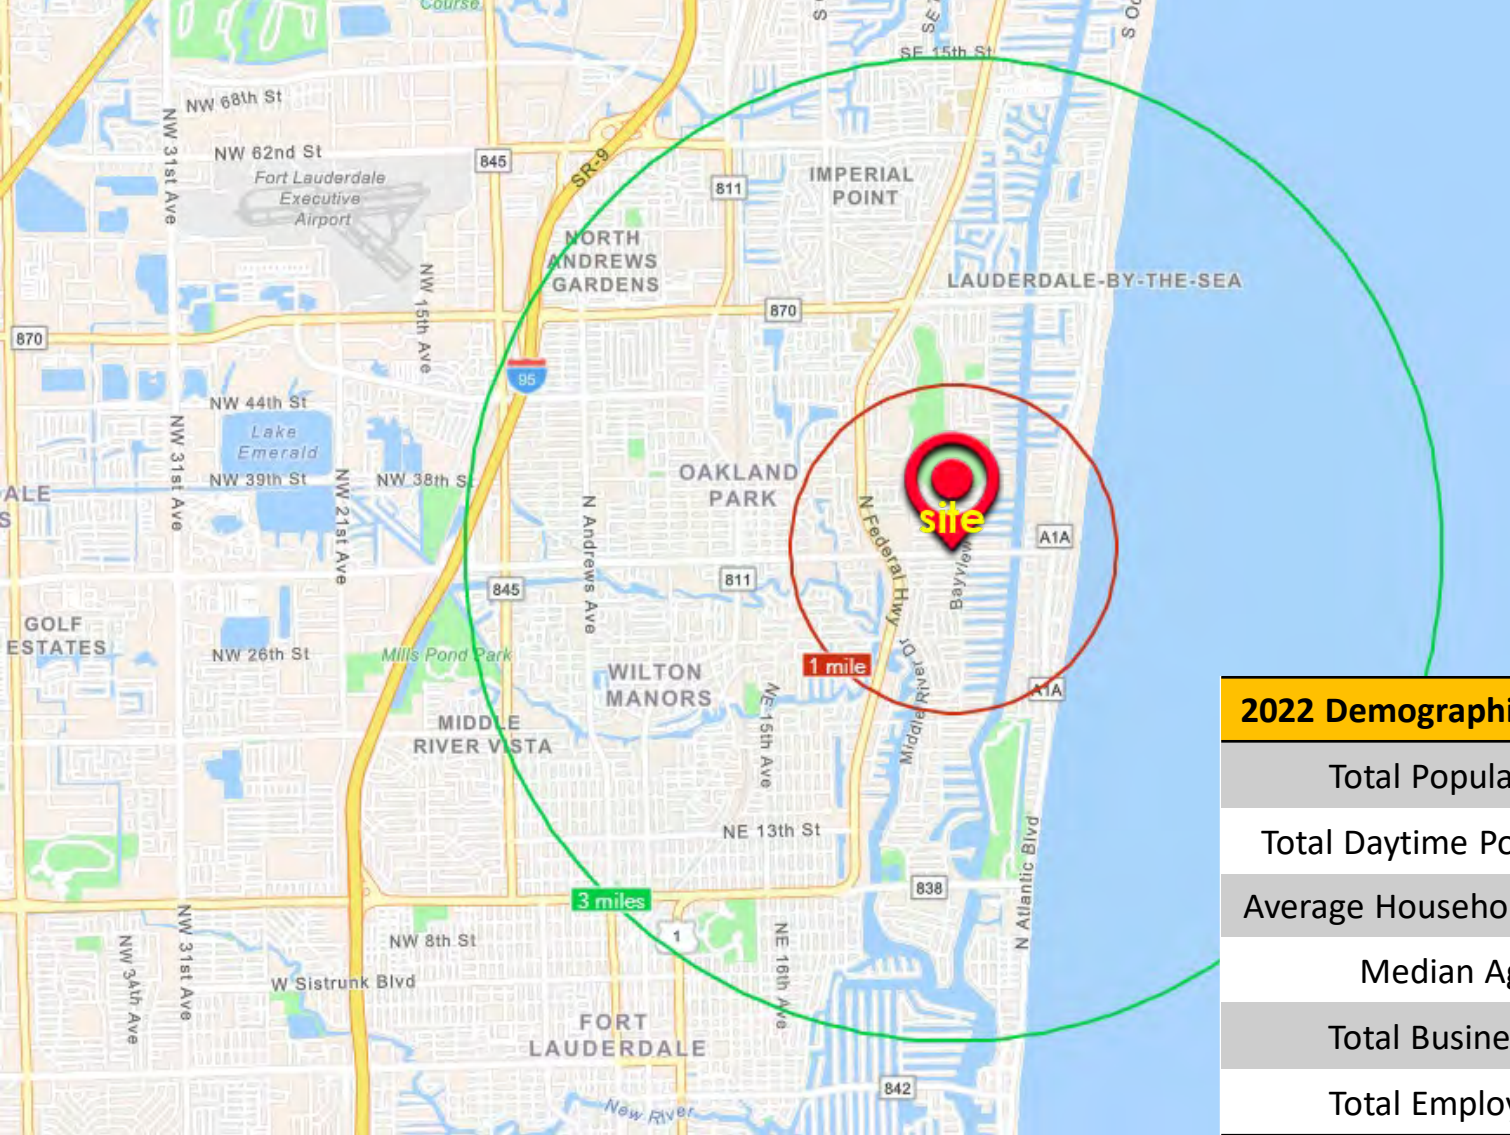 Course
S
SE
S Oc
SE 15th St
NW 68th St
NW 31st Ave
NW 62nd St
845
SR-9
Fort Lauderdale
Executive
Airport
811
IMPERIAL
POINT
NORTH
ANDREWS
GARDENS
NW 15th Ave
LAUDERDALE-BY-THE-SEA
870
870
95
NW 44th St
Lake
Emerald
NW 31st Ave
NW 39th St
NW 21st Ave
NW 38th S
ALE
S
OAKLAND
PARK
N Andrews Ave
N Federal Hwy
site
A1A
Bayview
811
845
GOLF
ESTATES
NW 26th St
Mills Pond Park
WILTON
MANORS
1 mile
Middle River Dr
A1A
NE 15th Ave
MIDDLE
RIVER VISTA
NE 13th St
838
N Atlantic Blvd
3 miles
1
NE 16th Ave
NW 8th St
NW 31st Ave
NW 34th Ave
W Sistrunk Blvd
FORT
LAUDERDALE
842
New River
2022 Demographi
Total Popula
Total Daytime Po
Average Househo
Median Ag
Total Busine
Total Employ